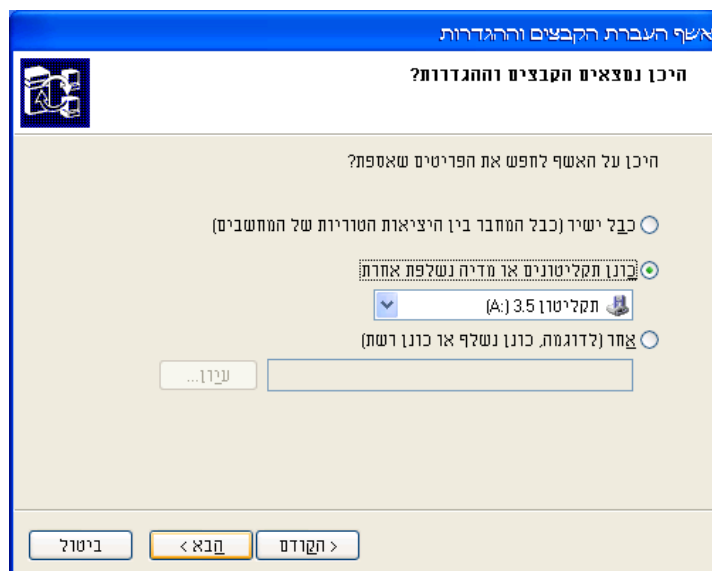 אשף העברת הקבצים וההגדרות
היכן נמצאים הקבצים וההגדרות?
היכן על האשף לחפש את הפריטים שאספת?
כבל ישיר (כבל המחבר בין היציאות הטוריות של המחשבים)
כונן תקליטונים או מדיה נשלפת אחרת
תקליטון 3.5 (A:)
אחר (לדוגמה, כונן נשלף או כונן רשת)
עיון...
< הקודם
הבא >
ביטול